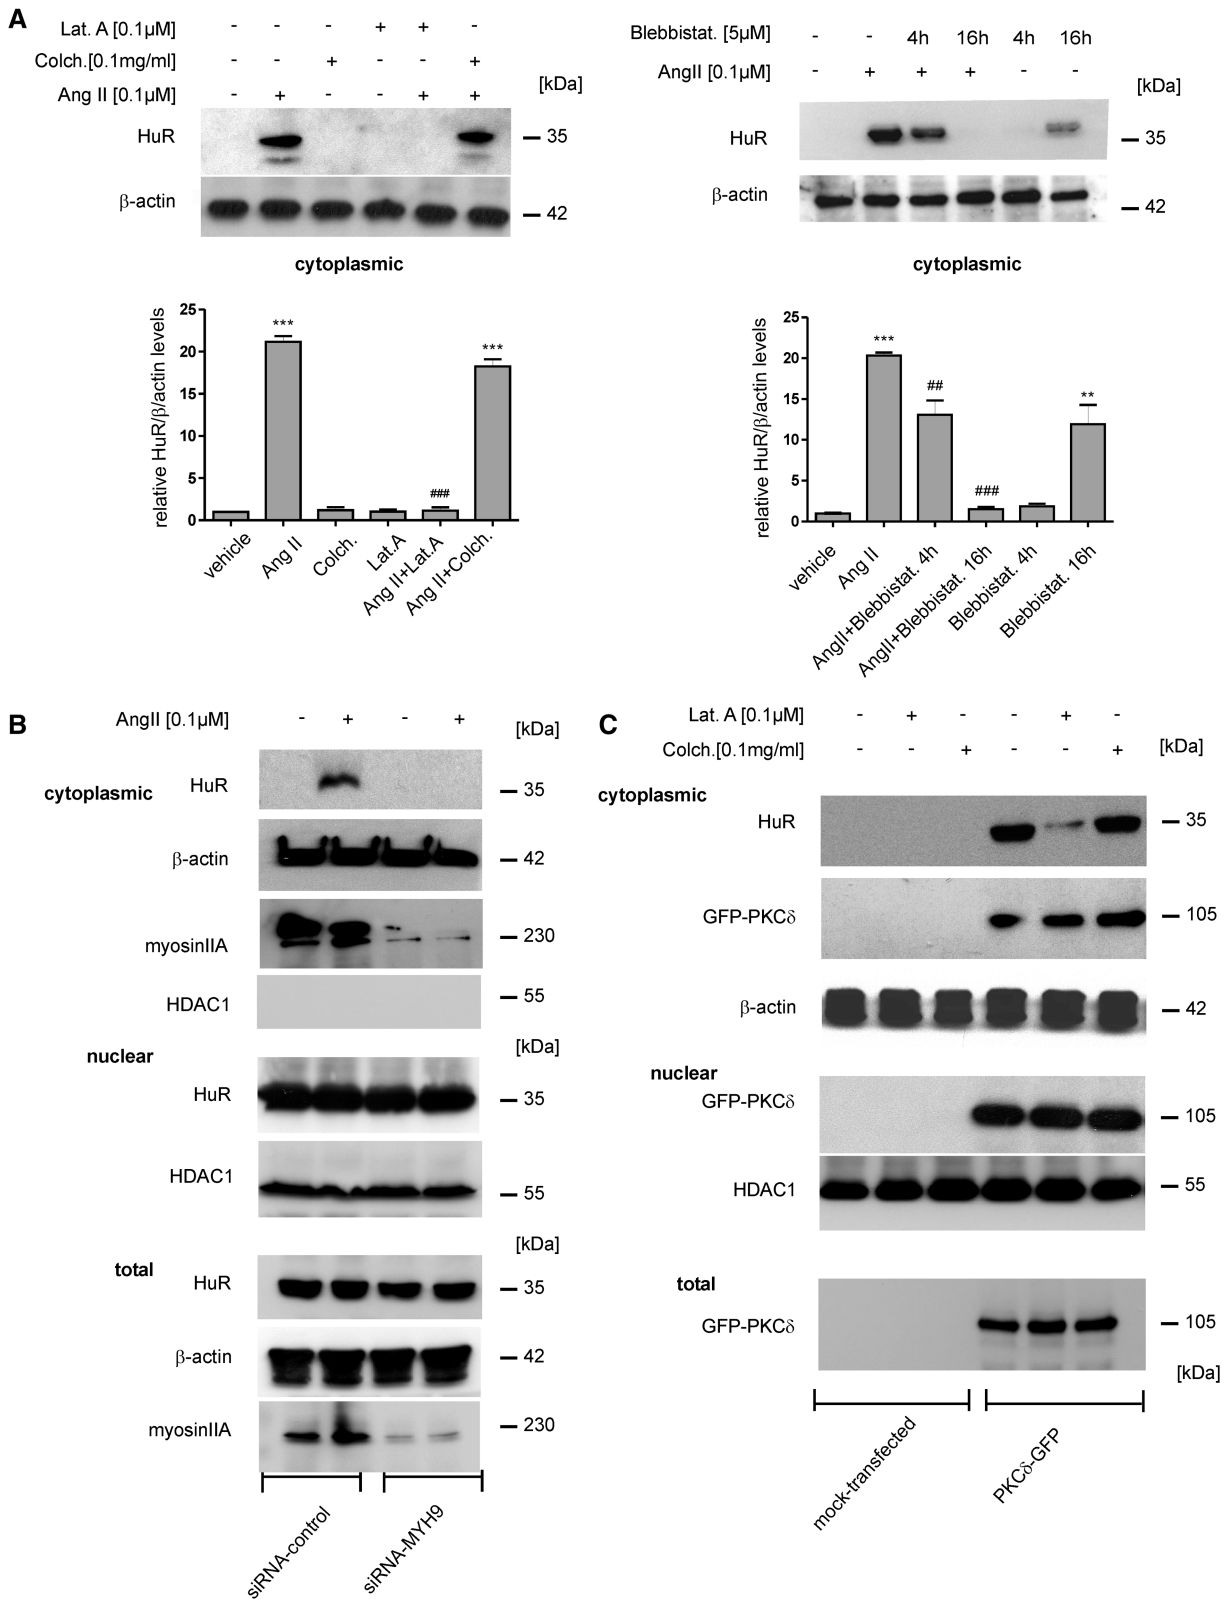 A
Lat. A [0.1µM] - - - + + -
Colch.[0.1mg/ml] - - + - - +
Ang II [0.1µM] - + - - + +
[kDa]
HuR
35
β-actin
42
cytoplasmic
relative HuR/β/actin levels
25
20
15
10
5
0
***
###
***
vehicle
Ang II
Colch.
Lat.A
Ang II+Lat.A
Ang II+Colch.
Blebbistat. [5µM] - - 4h 16h 4h 16h
AngII [0.1µM] - + + + - -
[kDa]
HuR
35
β-actin
42
cytoplasmic
relative HuR/β/actin levels
25
20
15
10
5
0
***
##
###
**
vehicle
Ang II
AngII+Blebbistat. 4h
AngII+Blebbistat. 16h
Blebbistat. 4h
Blebbistat. 16h
B
AngII [0.1µM] - + - +
[kDa]
cytoplasmic
HuR
35
β-actin
42
myosinIIA
230
HDAC1
55
nuclear
[kDa]
HuR
35
HDAC1
55
[kDa]
total
HuR
35
β-actin
42
myosinIIA
230
siRNA-control
siRNA-MYH9
C
Lat. A [0.1µM] - + - - + -
Colch.[0.1mg/ml] - - + - - +
[kDa]
cytoplasmic
HuR
35
GFP-PKCδ
105
β-actin
42
nuclear
GFP-PKCδ
105
HDAC1
55
total
GFP-PKCδ
105
[kDa]
mock-transfected
PKCδ-GFP